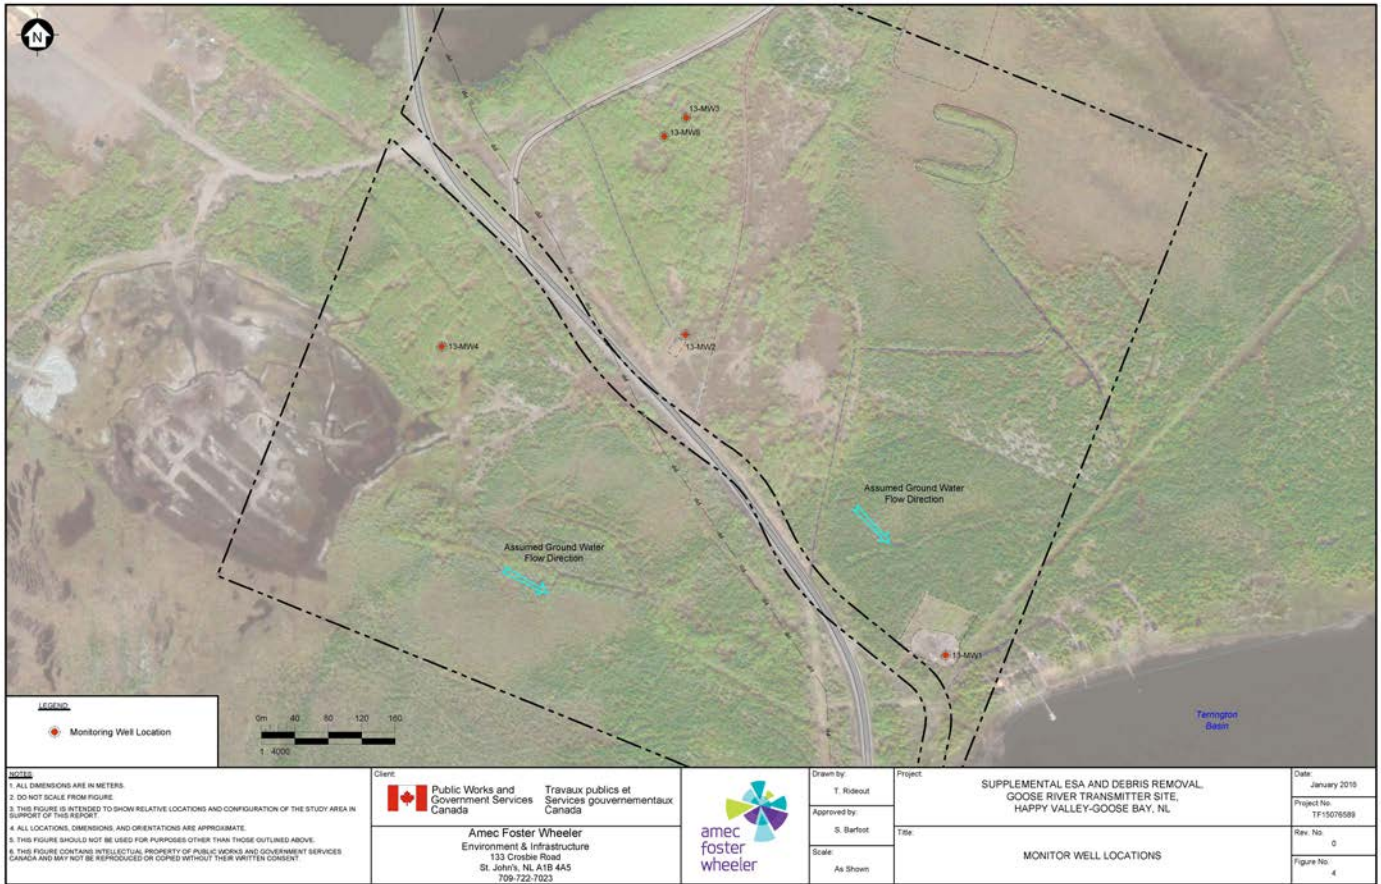 N
13-MW3
13-MW5
13-MW4
13-MW2
Assumed Ground Water
Flow Direction
Assumed Ground Water
Flow Direction
13-MW1
Terrington
Basin
LEGEND:
Monitoring Well Location
0m 40 80 120 160
1 : 4000
NOTES:
1. ALL DIMENSIONS ARE IN METERS.
2. DO NOT SCALE FROM FIGURE.
3. THIS FIGURE IS INTENDED TO SHOW RELATIVE LOCATIONS AND CONFIGURATION OF THE STUDY AREA IN
SUPPORT OF THIS REPORT.
4. ALL LOCATIONS, DIMENSIONS, AND ORIENTATIONS ARE APPROXIMATE.
5. THIS FIGURE SHOULD NOT BE USED FOR PURPOSES OTHER THAN THOSE OUTLINED ABOVE.
6. THIS FIGURE CONTAINS INTELLECTUAL PROPERTY OF PUBLIC WORKS AND GOVERNMENT SERVICES
CANADA AND MAY NOT BE REPRODUCED OR COPIED WITHOUT THEIR WRITTEN CONSENT
Client:
Public Works and
Government Services
Canada
Travaux publics et
Services gouvernementaux
Canada
Amec Foster Wheeler
Environment & Infrastructure
133 Crosbie Road
St. John's, NL A1B 4A5
709-722-7023
amec
foster
wheeler
Drawn by:
T. Rideout
Approved by:
S. Barfoot
Scale:
As Shown
Project:
SUPPLEMENTAL ESA AND DEBRIS REMOVAL,
GOOSE RIVER TRANSMITTER SITE,
HAPPY VALLEY-GOOSE BAY, NL
Title:
MONITOR WELL LOCATIONS
Date:
January 2015
Project No.
TF15076589
Rev. No.
0
Figure No.
4